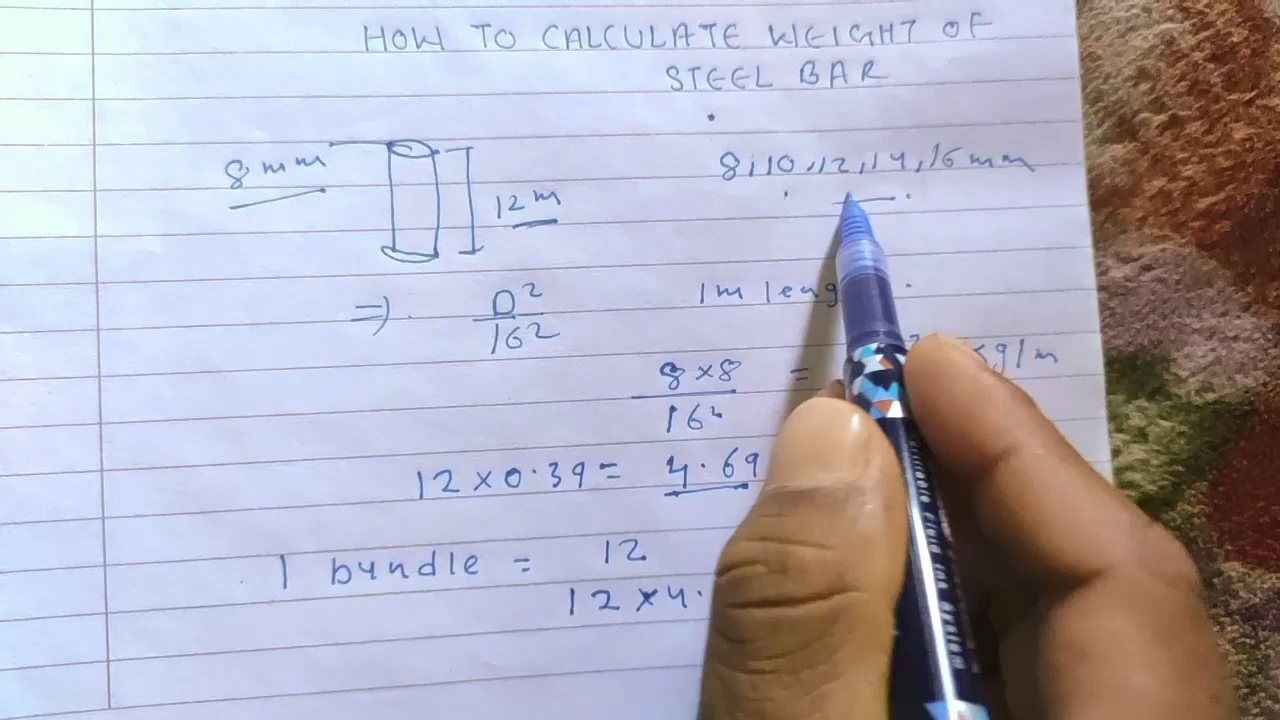 HOW TO CALCULATE WEIGHT OF
STEEL BAR
8mm
12m
8,10,12,14,16mm
=> D²
16²
1m leng
8×8 =
16²
kg/m
12×0.39= 4.69
1 bundle = 12
12×4.